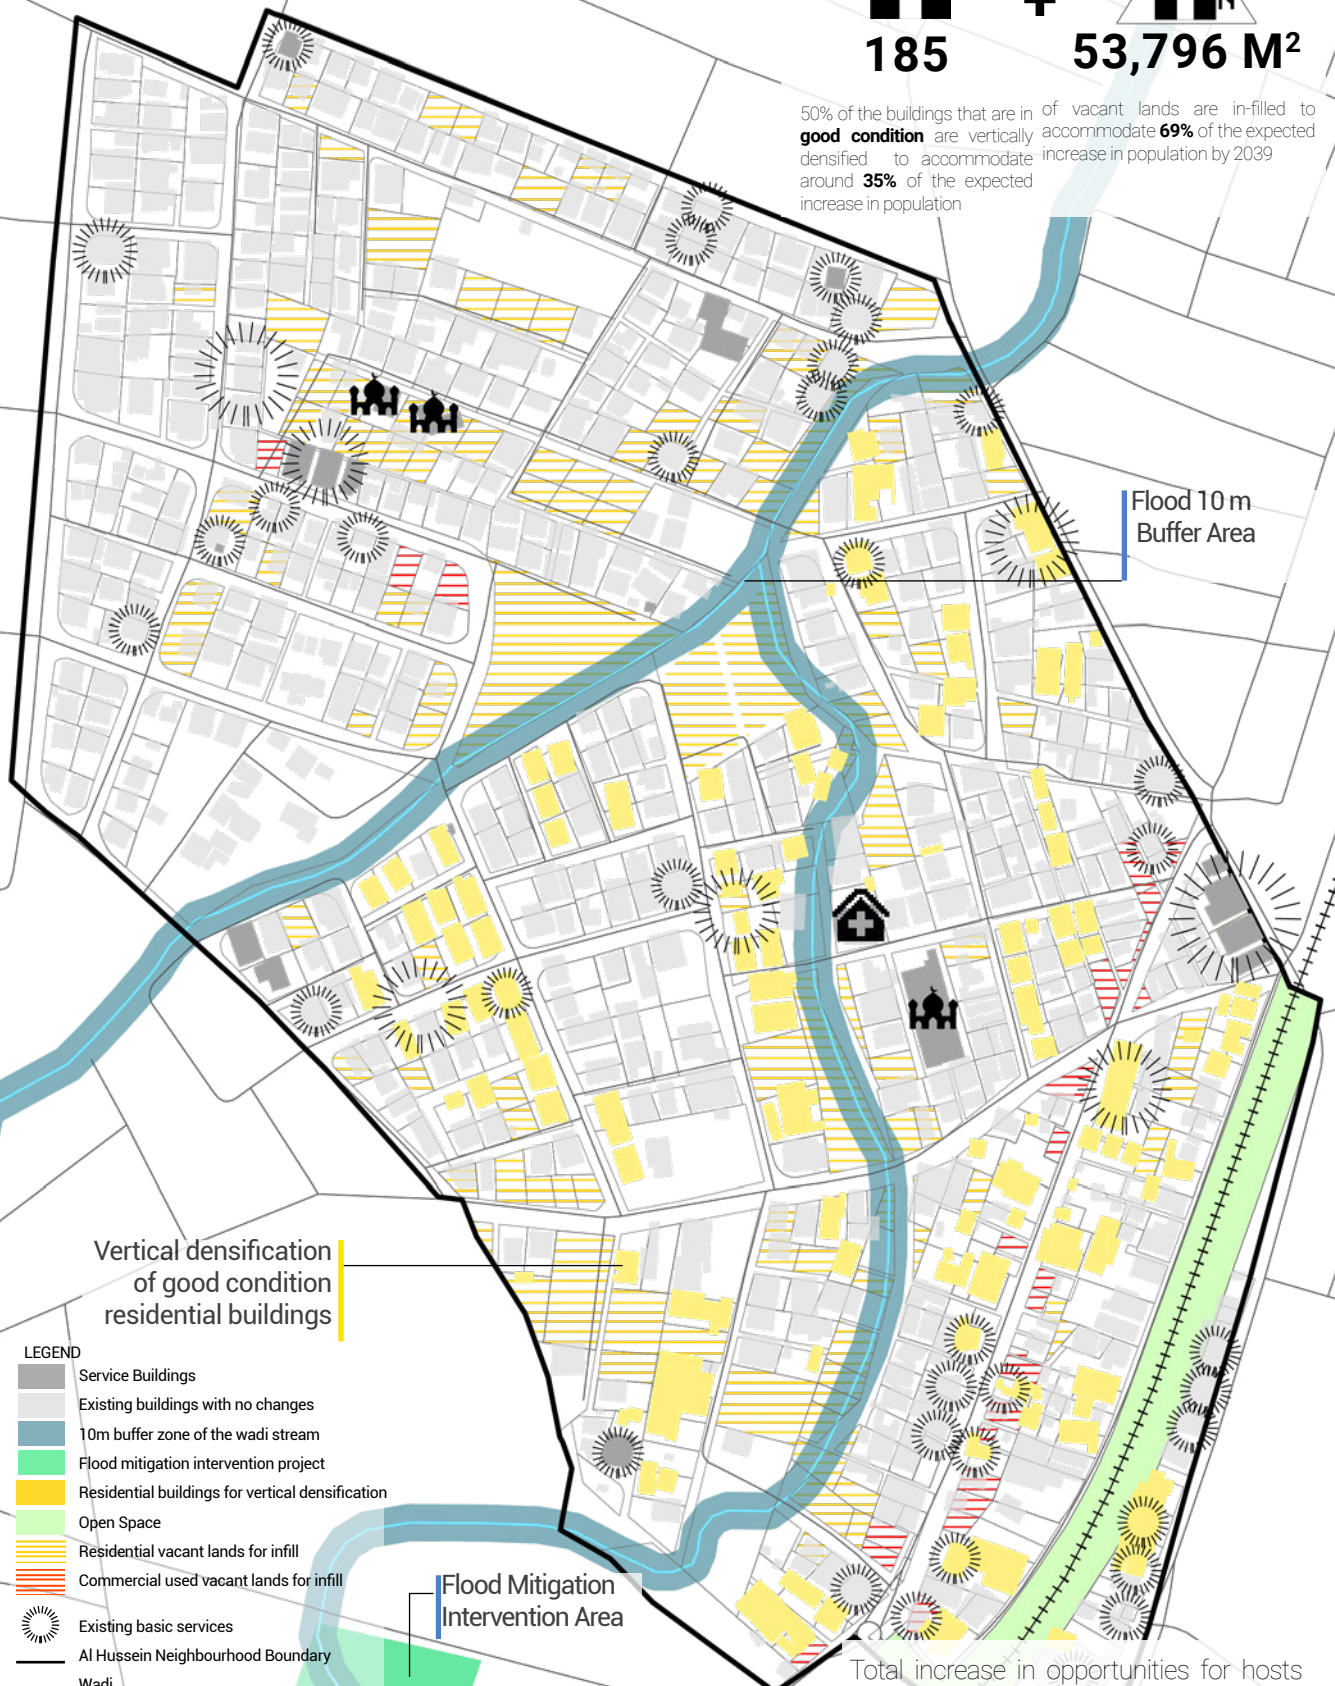 185
53,796 M²
50% of the buildings that are in
good condition are vertically
densified to accommodate
around 35% of the expected
increase in population
of vacant lands are in-filled to
accommodate 69% of the expected
increase in population by 2039
Flood 10 m
Buffer Area
Vertical densification
of good condition
residential buildings
LEGEND
Service Buildings
Existing buildings with no changes
10m buffer zone of the wadi stream
Flood mitigation intervention project
Residential buildings for vertical densification
Open Space
Residential vacant lands for infill
Commercial used vacant lands for infill
Existing basic services
Al Hussein Neighbourhood Boundary
Wadi
Flood Mitigation
Intervention Area
Total increase in opportunities for hosts